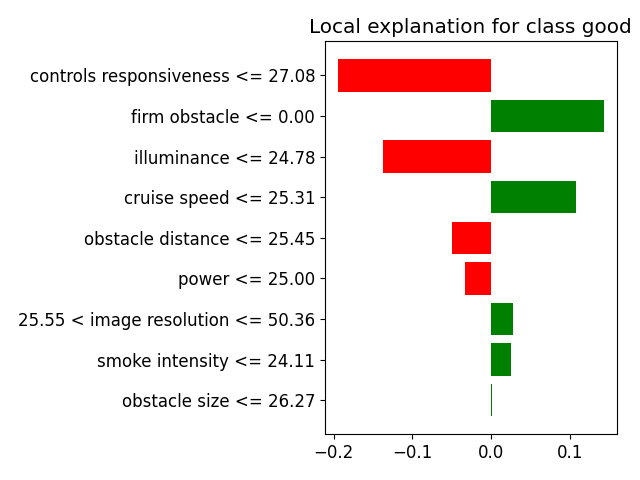 Local explanation for class good
controls responsiveness <= 27.08
firm obstacle <= 0.00
illuminance <= 24.78
cruise speed <= 25.31
obstacle distance <= 25.45
power <= 25.00
25.55 < image resolution <= 50.36
smoke intensity <= 24.11
obstacle size <= 26.27
−0.2 −0.1 0.0 0.1